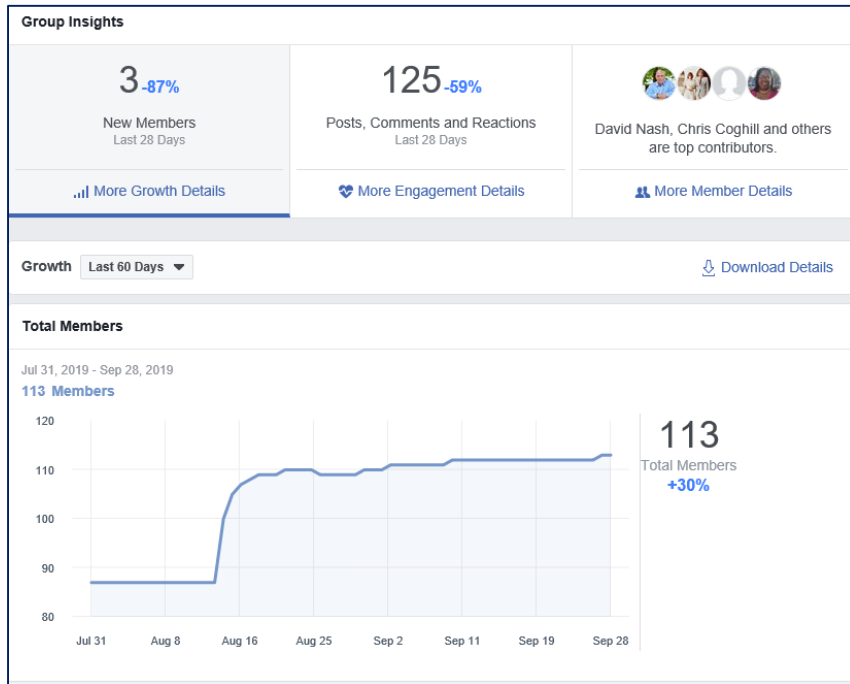 Group Insights
3 -87%
New Members
Last 28 Days
More Growth Details
125 -59%
Posts, Comments and Reactions
Last 28 Days
More Engagement Details
David Nash, Chris Coghill and others
are top contributors.
More Member Details
Growth Last 60 Days
Download Details
Total Members
Jul 31, 2019 - Sep 28, 2019
113 Members
120
110
100
90
80
Jul 31 Aug 8 Aug 16 Aug 25 Sep 2 Sep 11 Sep 19 Sep 28
113
Total Members
+30%